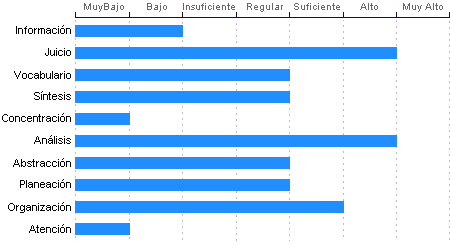 MuyBajo Bajo Insuficiente Regular Suficiente Alto Muy Alto
Información
Juicio
Vocabulario
Síntesis
Concentración
Análisis
Abstracción
Planeación
Organización
Atención